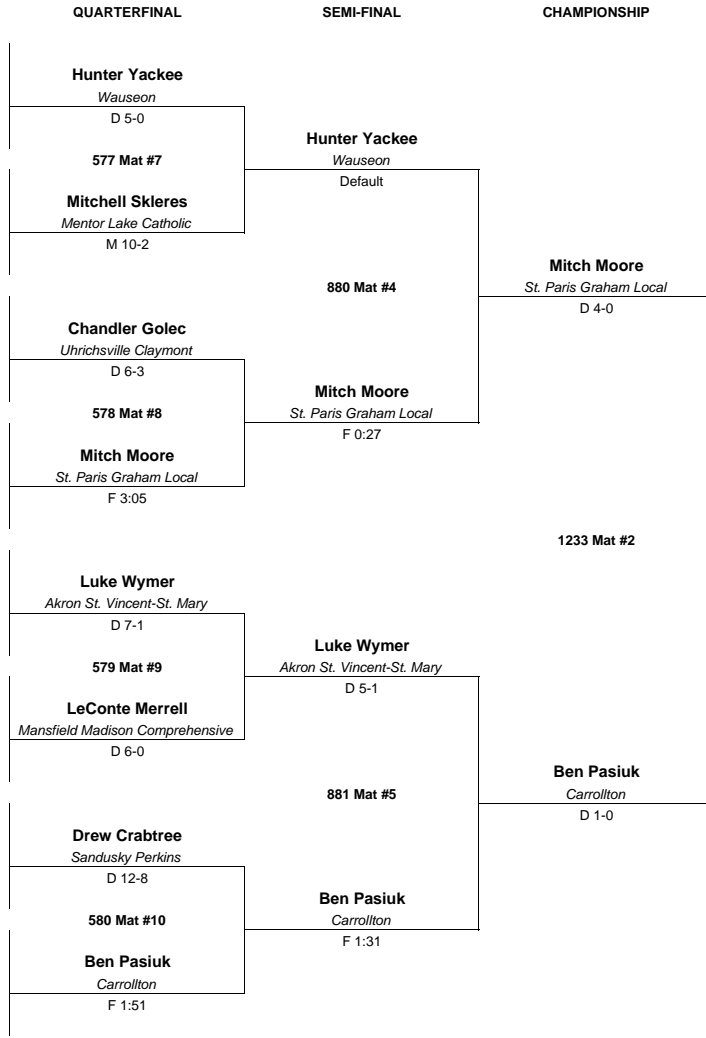 QUARTERFINAL SEMI-FINAL CHAMPIONSHIP
Hunter Yackee
Wauseon
D 5-0
Hunter Yackee
577 Mat #7
Wauseon
Default
Mitchell Skleres
Mentor Lake Catholic
M 10-2
Mitch Moore
880 Mat #4
St. Paris Graham Local
D 4-0
Chandler Golec
Uhrichsville Claymont
D 6-3
Mitch Moore
578 Mat #8
St. Paris Graham Local
F 0:27
Mitch Moore
St. Paris Graham Local
F 3:05
1233 Mat #2
Luke Wymer
Akron St. Vincent-St. Mary
D 7-1
Luke Wymer
579 Mat #9
Akron St. Vincent-St. Mary
D 5-1
LeConte Merrell
Mansfield Madison Comprehensive
D 6-0
Ben Pasiuk
881 Mat #5
Carrollton
D 1-0
Drew Crabtree
Sandusky Perkins
D 12-8
Ben Pasiuk
580 Mat #10
Carrollton
F 1:31
Ben Pasiuk
Carrollton
F 1:51